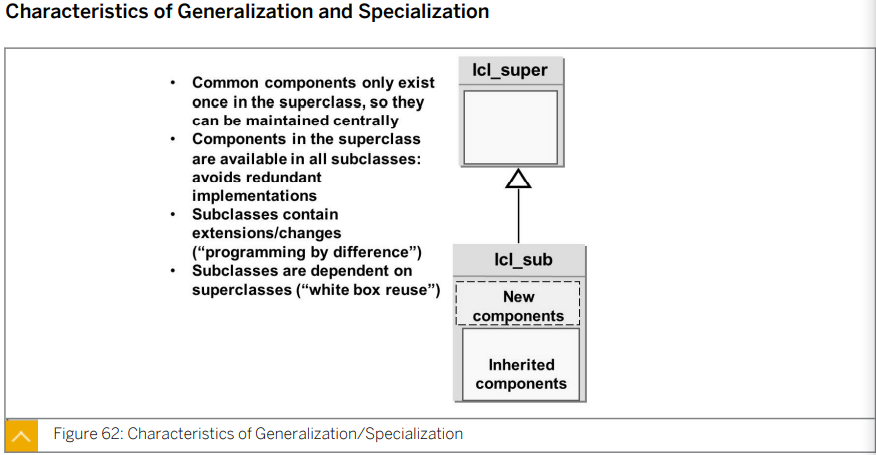 Characteristics of Generalization and Specialization
• Common components only exist
once in the superclass, so they
can be maintained centrally
• Components in the superclass
are available in all subclasses:
avoids redundant
implementations
• Subclasses contain
extensions/changes
(“programming by difference”)
• Subclasses are dependent on
superclasses (“white box reuse”)
lcl_super
lcl_sub
New
components
Inherited
components
Figure 62: Characteristics of Generalization/Specialization